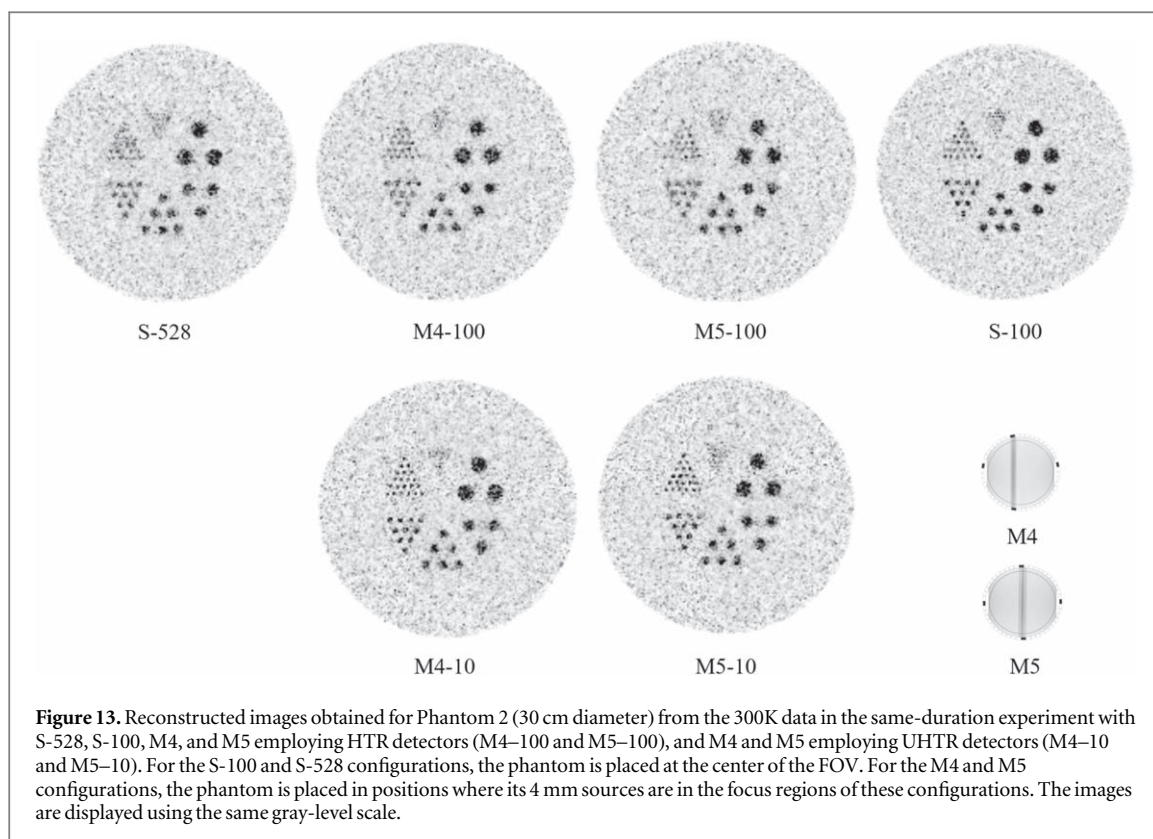 S-528 M4-100 M5-100 S-100
M4
M4-10 M5-10
M5
Figure 13. Reconstructed images obtained for Phantom 2 (30 cm diameter) from the 300K data in the same-duration experiment with
S-528, S-100, M4, and M5 employing HTR detectors (M4–100 and M5–100), and M4 and M5 employing UHTR detectors (M4–10
and M5–10). For the S-100 and S-528 configurations, the phantom is placed at the center of the FOV. For the M4 and M5
configurations, the phantom is placed in positions where its 4 mm sources are in the focus regions of these configurations. The images
are displayed using the same gray-level scale.